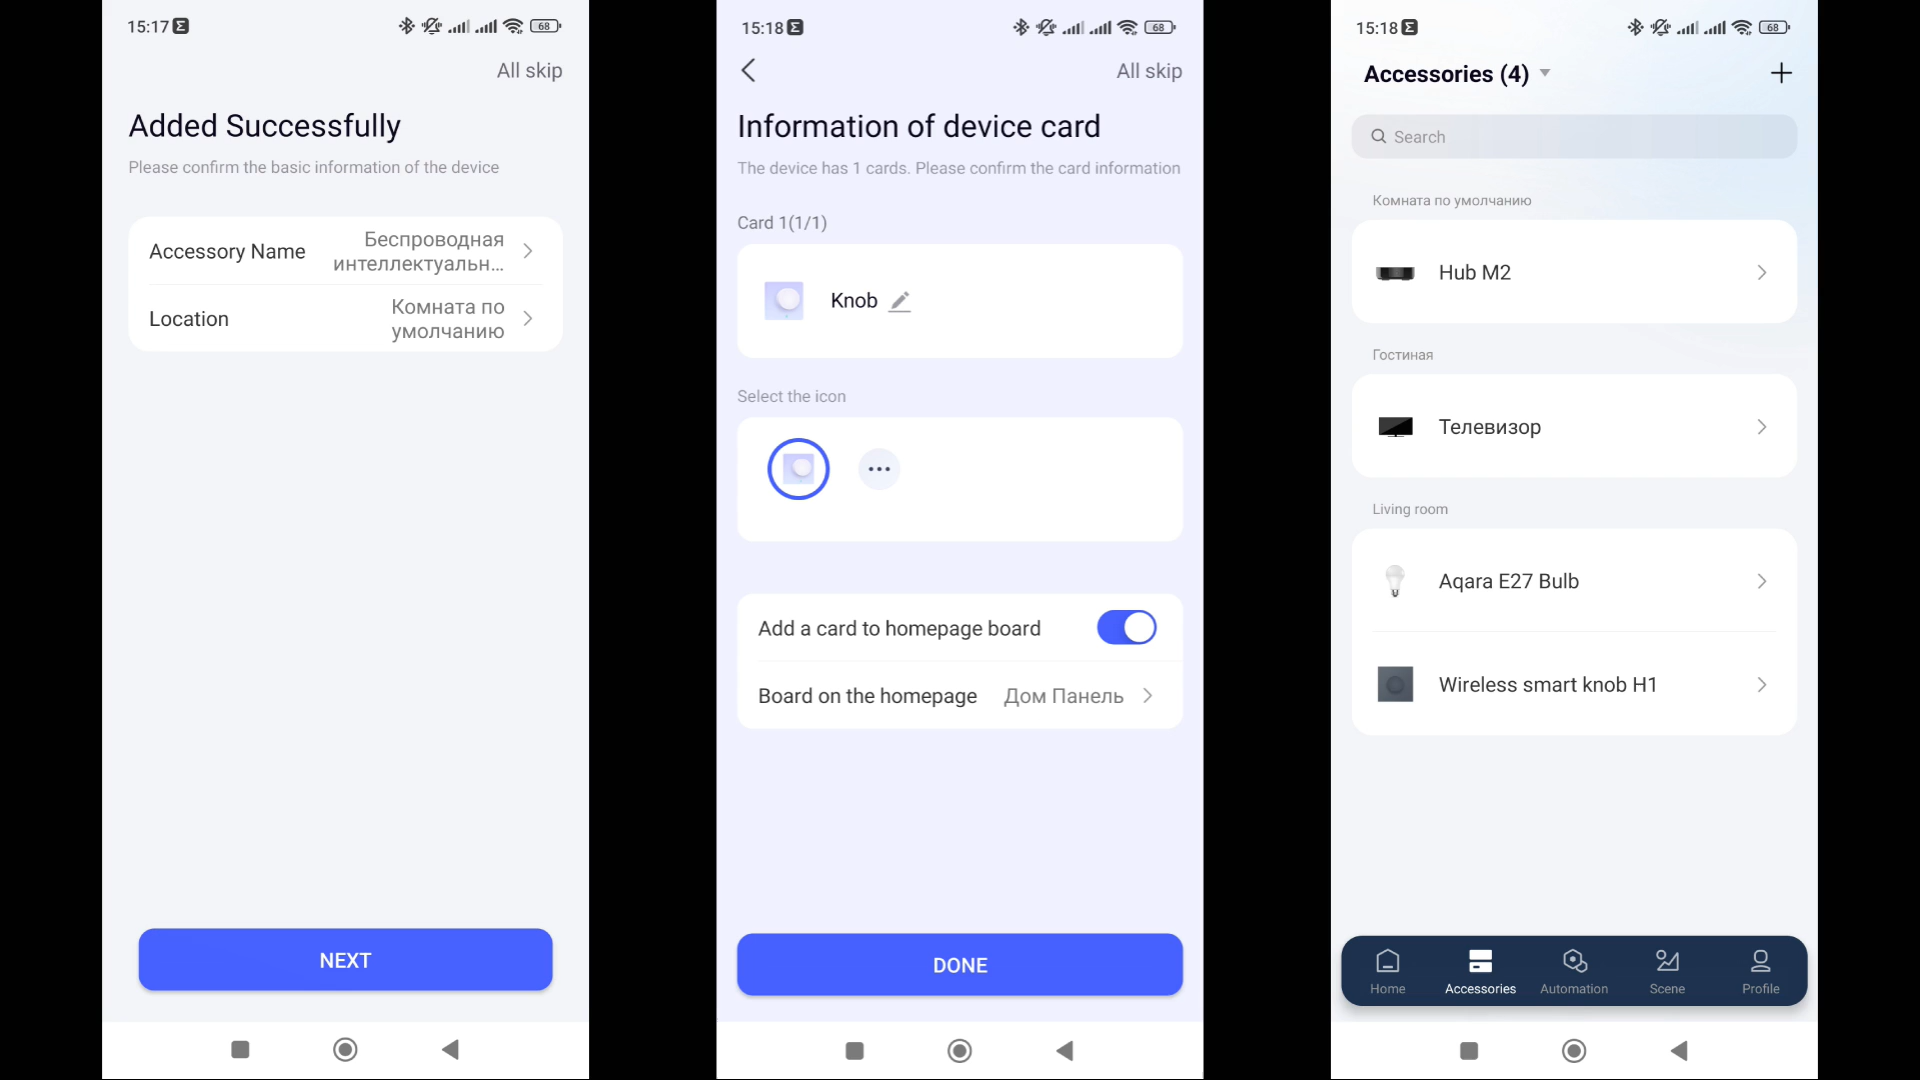 15:17
68
All skip
Added Successfully
Please confirm the basic information of the device
Accessory Name
Беспроводная
интеллектуальн...
Location
Комната по
умолчанию
NEXT
15:18
68
All skip
Information of device card
The device has 1 cards. Please confirm the card information
Card 1(1/1)
Knob
Select the icon
Add a card to homepage board
Board on the homepage
Дом Панель
DONE
15:18
68
Accessories (4)
Search
Комната по умолчанию
Hub M2
Гостиная
Телевизор
Living room
Aqara E27 Bulb
Wireless smart knob H1
Home
Accessories
Automation
Scene
Profile